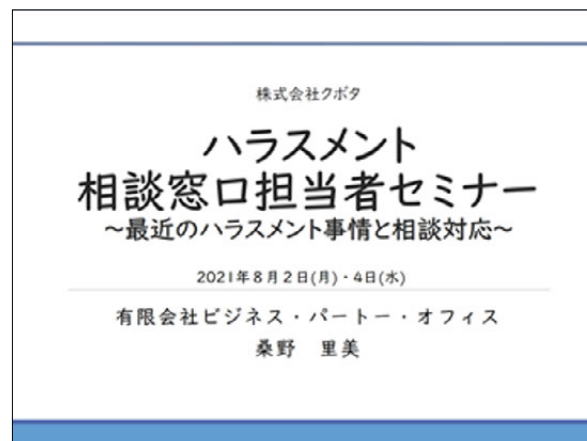 株式会社クボタ
ハラスメント
相談窓口担当者セミナー
~最近のハラスメント事情と相談対応~
2021年8月2日(月)・4日(水)
有限会社ビジネス・パートー・オフィス
桑野　里美